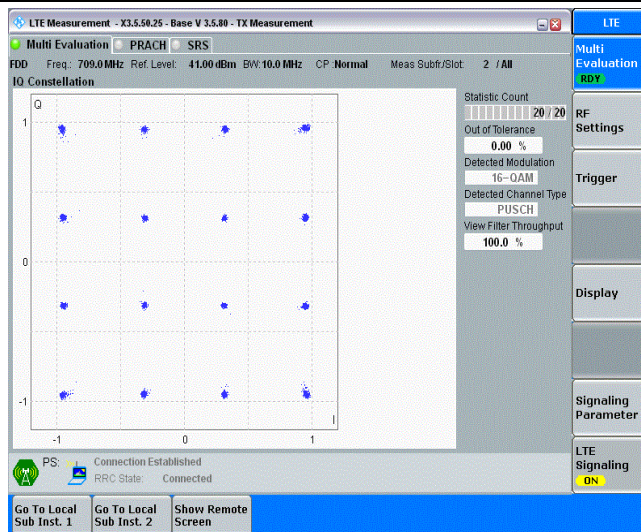 LTE Measurement - X3.5.50.25 - Base V 3.5.80 - TX Measurement
LTE
Multi Evaluation PRACH SRS
FDD Freq.: 709.0 MHz Ref. Level: 41.00 dBm BW: 10.0 MHz CP :Normal Meas Subfr./Slot: 2 / All
IQ Constellation
Q
1
0
-1
-1 0 1
I
Statistic Count
20 / 20
Out of Tolerance
0.00 %
Detected Modulation
16-QAM
Detected Channel Type
PUSCH
View Filter Throughput
100.0 %
Multi
Evaluation
RDY
RF
Settings
Trigger
Display
Signaling
Parameter
LTE
Signaling
ON
PS: Connection Established
RRC State: Connected
Go To Local
Sub Inst. 1
Go To Local
Sub Inst. 2
Show Remote
Screen